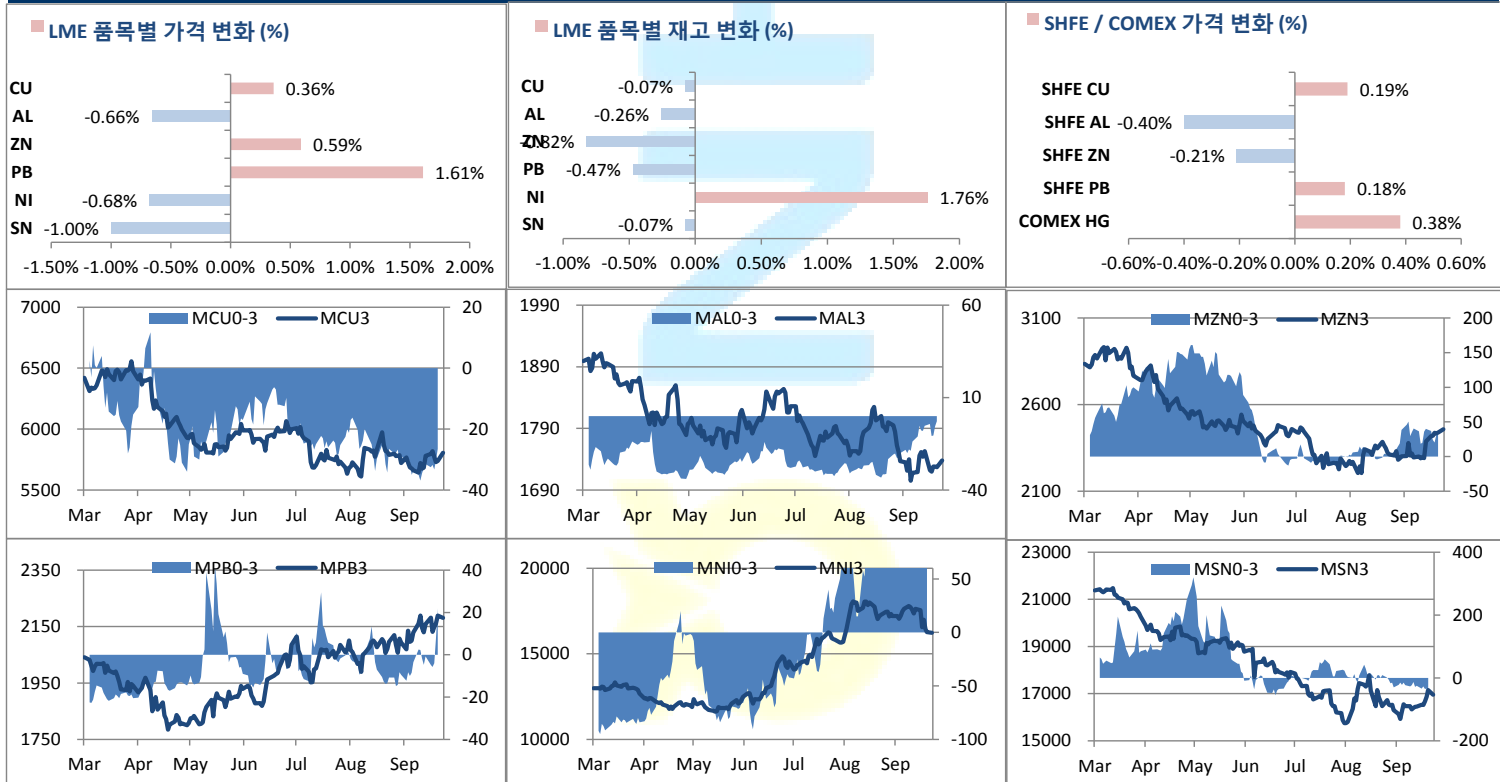 LME 품목별 가격 변화 (%)
CU 0.36%
AL -0.66%
ZN 0.59%
PB 1.61%
NI -0.68%
SN -1.00%
-1.50% -1.00% -0.50% 0.00% 0.50% 1.00% 1.50% 2.00%
LME 품목별 재고 변화 (%)
CU -0.07%
AL -0.26%
ZN -0.82%
PB -0.47%
NI 1.76%
SN -0.07%
-1.00% -0.50% 0.00% 0.50% 1.00% 1.50% 2.00%
SHFE / COMEX 가격 변화 (%)
SHFE CU 0.19%
SHFE AL -0.40%
SHFE ZN -0.21%
SHFE PB 0.18%
COMEX HG 0.38%
-0.60% -0.40% -0.20% 0.00% 0.20% 0.40% 0.60%
MCU0-3 MCU3
7000 20
6500 0
6000 -20
5500 -40
Mar Apr May Jun Jul Aug Sep
MAL0-3 MAL3
1990 60
1890 10
1790
1690 -40
Mar Apr May Jun Jul Aug Sep
MZN0-3 MZN3
3100 200
150
100
2600 50
0
2100 -50
Mar Apr May Jun Jul Aug Sep
MPB0-3 MPB3
2350 40
2150 20
0
1950 -20
1750 -40
Mar Apr May Jun Jul Aug Sep
MNI0-3 MNI3
20000 50
15000 0
-50
10000 -100
Mar Apr May Jun Jul Aug Sep
MSN0-3 MSN3
23000 400
21000 200
19000
17000 0
15000 -200
Mar Apr May Jun Jul Aug Sep